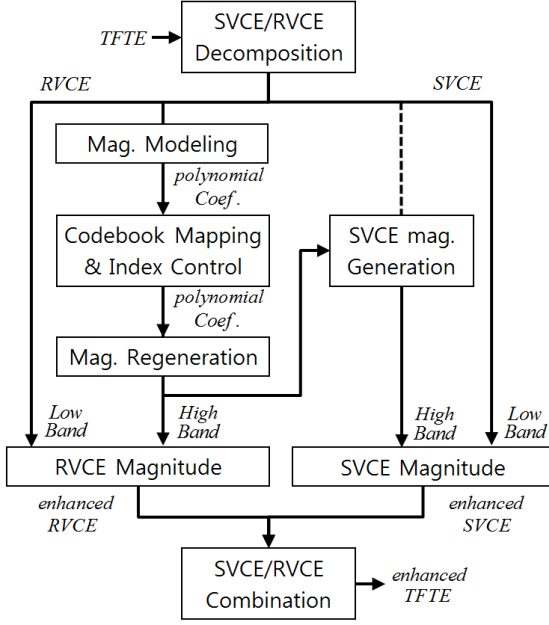 SVCE/RVCE
Decomposition
TFTE
RVCE
SVCE
Mag. Modeling
polynomial
Coef.
Codebook Mapping
& Index Control
SVCE mag.
Generation
polynomial
Coef.
Mag. Regeneration
Low
Band
High
Band
High
Band
Low
Band
RVCE Magnitude
SVCE Magnitude
enhanced
RVCE
enhanced
SVCE
SVCE/RVCE
Combination
enhanced
TFTE